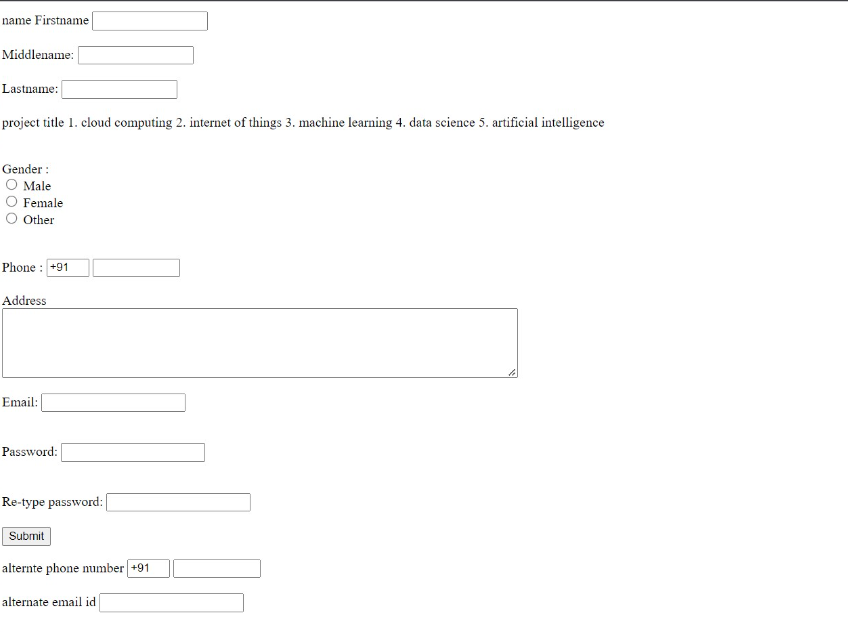 name Firstname
Middlename:
Lastname:
project title 1. cloud computing 2. internet of things 3. machine learning 4. data science 5. artificial intelligence
Gender :
Male
Female
Other
Phone : +91
Address
Email:
Password:
Re-type password:
Submit
alternte phone number +91
alternate email id